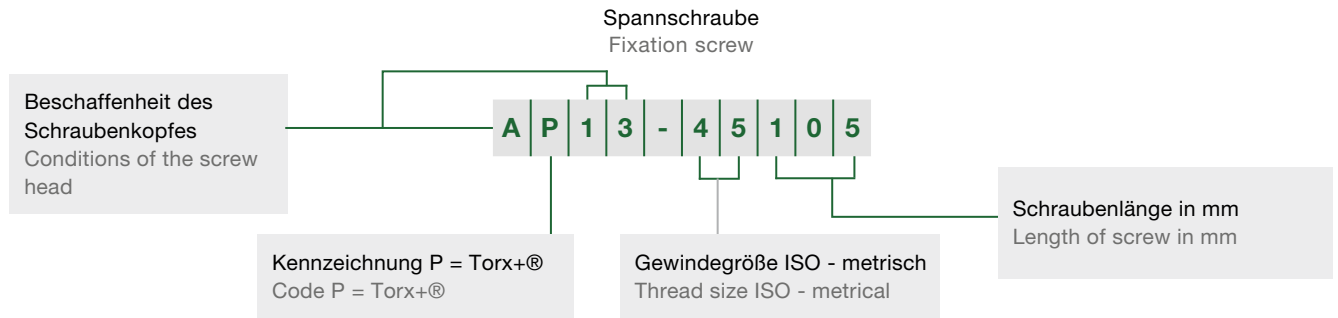 Spannschraube
Fixation screw
Beschaffenheit des
Schraubenkopfes
Conditions of the screw
head
A P 1 3 - 4 5 1 0 5
Schraubenlänge in mm
Length of screw in mm
Kennzeichnung P = Torx+®
Code P = Torx+®
Gewindegröße ISO - metrisch
Thread size ISO - metrical